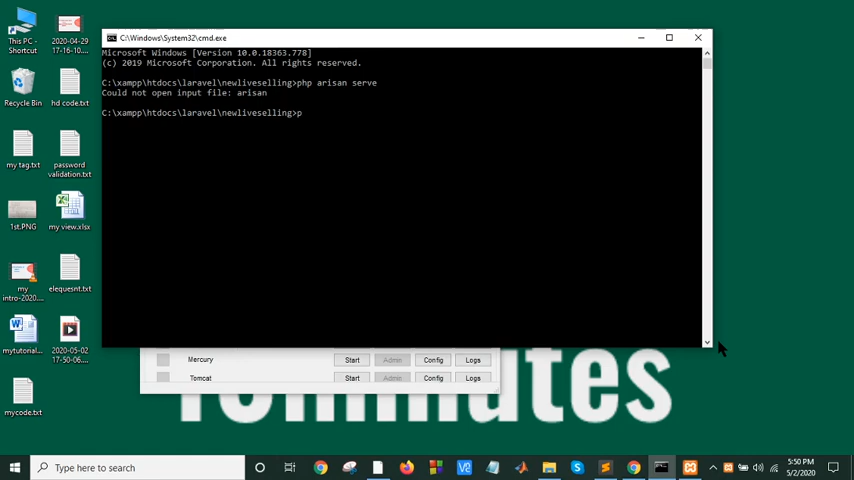 This PC -
Shortcut
2020-04-29
17-16-10....
Recycle Bin
hd code.txt
my tag.txt
password
validation.txt
1st.PNG
my view.xlsx
my
intro-2020....
elequesnt.txt
mytutorial...
2020-05-02
17-50-06....
mycode.txt
C:\Windows\System32\cmd.exe
Microsoft Windows [Version 10.0.18363.778]
(c) 2019 Microsoft Corporation. All rights reserved.
C:\xampp\htdocs\laravel\newliveselling>php arisan serve
Could not open input file: arisan
C:\xampp\htdocs\laravel\newliveselling>p
Mercury Start Admin Config Logs
Tomcat Start Admin Config Logs
Type here to search
5:50 PM
5/2/2020